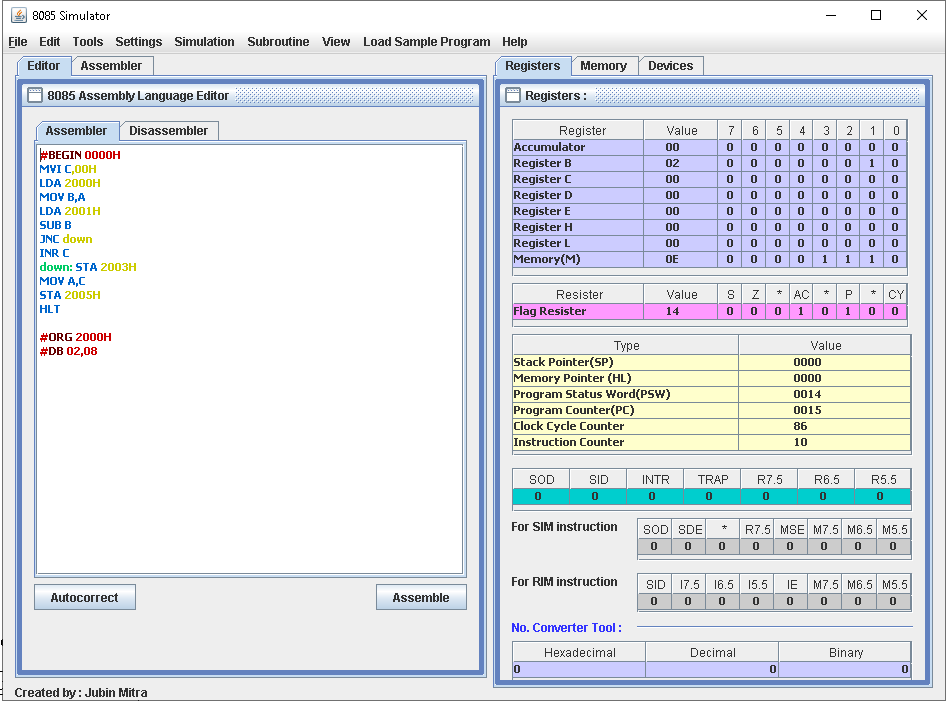 8085 Simulator
File Edit Tools Settings Simulation Subroutine View Load Sample Program Help
Editor Assembler
8085 Assembly Language Editor
Assembler Disassembler
#BEGIN 0000H
MVI C,00H
LDA 2000H
MOV B,A
LDA 2001H
SUB B
JNC down
INR C
down: STA 2003H
MOV A,C
STA 2005H
HLT
#ORG 2000H
#DB 02,08
Autocorrect Assemble
Created by : Jubin Mitra
Registers Memory Devices
Registers :
Register Value 7 6 5 4 3 2 1 0
Accumulator 00 0 0 0 0 0 0 0 0
Register B 02 0 0 0 0 0 0 1 0
Register C 00 0 0 0 0 0 0 0 0
Register D 00 0 0 0 0 0 0 0 0
Register E 00 0 0 0 0 0 0 0 0
Register H 00 0 0 0 0 0 0 0 0
Register L 00 0 0 0 0 0 0 0 0
Memory(M) 0E 0 0 0 0 1 1 1 0
Resister Value S Z * AC * P * CY
Flag Resister 14 0 0 0 1 0 1 0 0
Type Value
Stack Pointer(SP) 0000
Memory Pointer (HL) 0000
Program Status Word(PSW) 0014
Program Counter(PC) 0015
Clock Cycle Counter 86
Instruction Counter 10
SOD SID INTR TRAP R7.5 R6.5 R5.5
0 0 0 0 0 0 0
For SIM instruction
SOD SDE * R7.5 MSE M7.5 M6.5 M5.5
0 0 0 0 0 0 0 0
For RIM instruction
SID I7.5 I6.5 I5.5 IE M7.5 M6.5 M5.5
0 0 0 0 0 0 0 0
No. Converter Tool :
Hexadecimal Decimal Binary
0 0 0